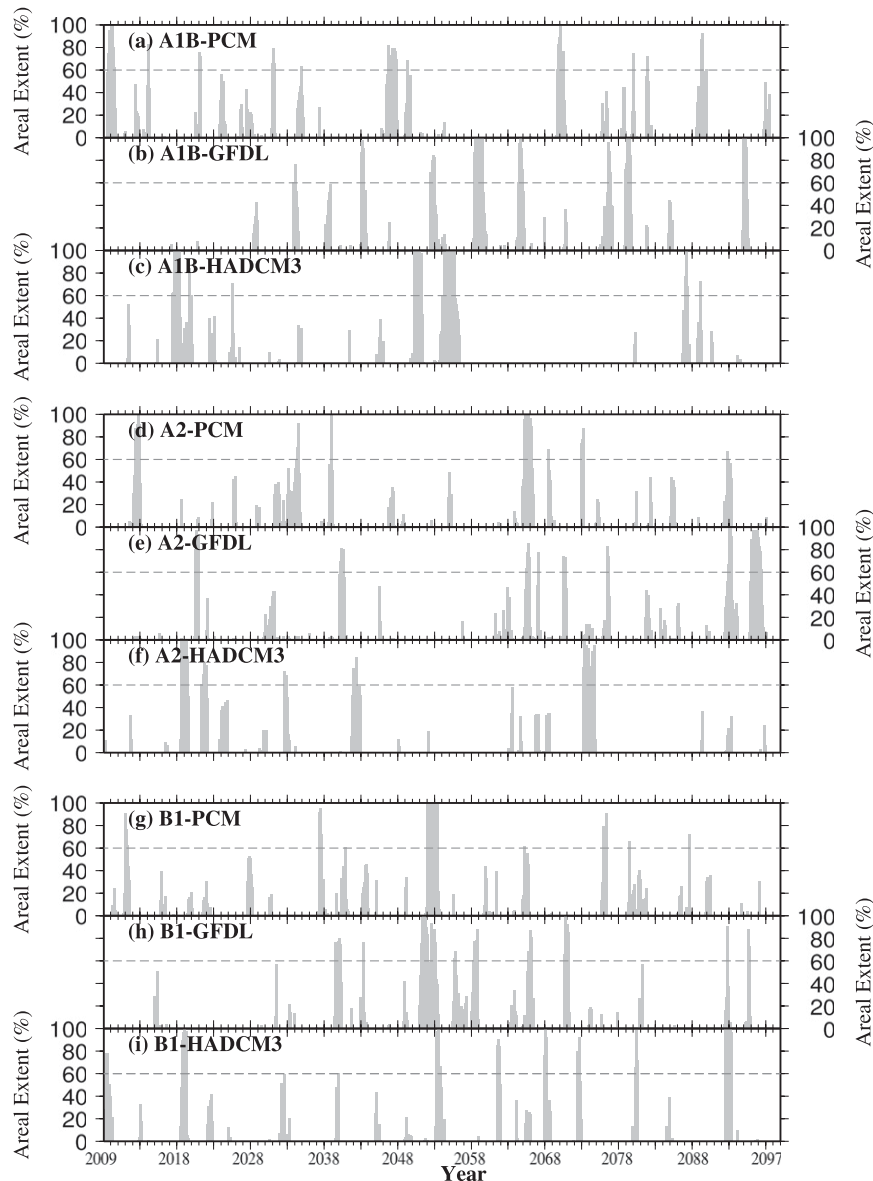 Areal Extent (%)
100
80
60
40
20
0
(a) A1B-PCM
(b) A1B-GFDL
100
80
60
40
20
0
Areal Extent (%)
Areal Extent (%)
100
80
60
40
20
0
(c) A1B-HADCM3
Areal Extent (%)
100
80
60
40
20
0
(d) A2-PCM
(e) A2-GFDL
100
80
60
40
20
0
Areal Extent (%)
Areal Extent (%)
100
80
60
40
20
0
(f) A2-HADCM3
Areal Extent (%)
100
80
60
40
20
0
(g) B1-PCM
(h) B1-GFDL
100
80
60
40
20
0
Areal Extent (%)
Areal Extent (%)
100
80
60
40
20
0
(i) B1-HADCM3
2009 2018 2028 2038 2048 2058 2068 2078 2088 2097
Year